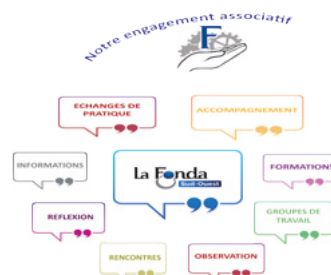 Notre engagement associatif
F
ECHANGES DE
PRATIQUE
ACCOMPAGNEMENT
INFORMATIONS
La Fonda
Sud-Ouest
FORMATIONS
REFLEXION
GROUPES DE
TRAVAIL
RENCONTRES
OBSERVATION